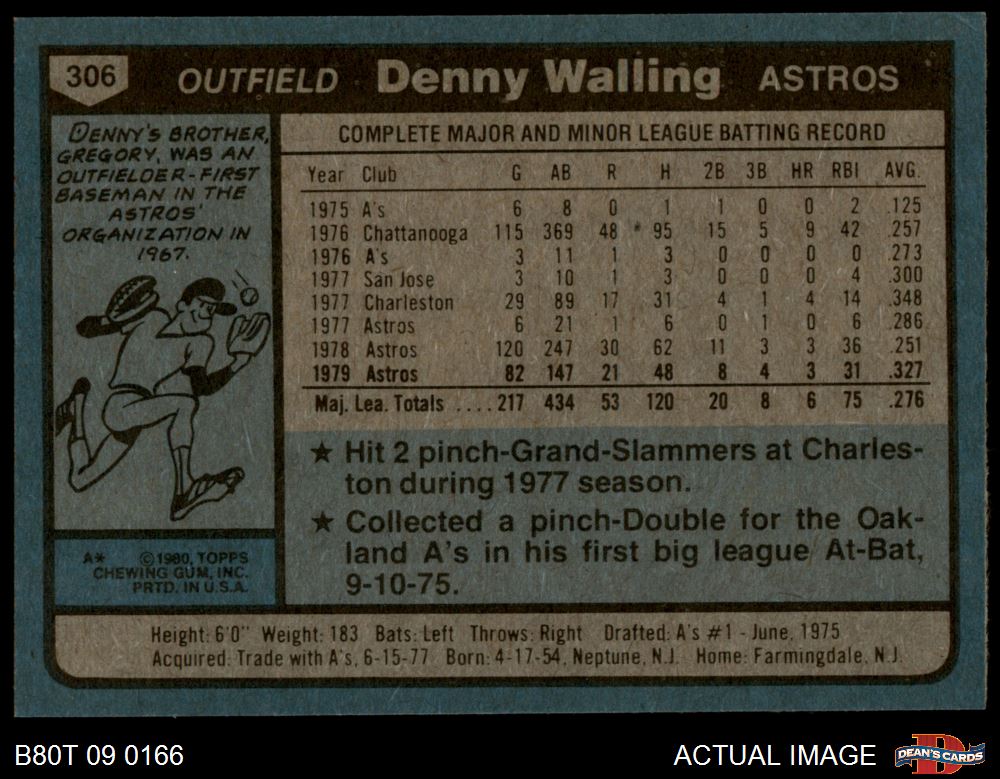 306 OUTFIELD Denny Walling ASTROS
DENNY'S BROTHER,
GREGORY, WAS AN
OUTFIELDER-FIRST
BASEMAN IN THE
ASTROS'
ORGANIZATION IN
1967.
A* ©1980, TOPPS
CHEWING GUM, INC.
PRTD. IN U.S.A.
COMPLETE MAJOR AND MINOR LEAGUE BATTING RECORD
Year Club G AB R H 2B 3B HR RBI AVG.
1975 A's 6 8 0 1 1 0 0 2 .125
1976 Chattanooga 115 369 48 * 95 15 5 9 42 .257
1976 A's 3 11 1 3 0 0 0 0 .273
1977 San Jose 3 10 1 3 0 0 0 4 .300
1977 Charleston 29 89 17 31 4 1 4 14 .348
1977 Astros 6 21 1 6 0 1 0 6 .286
1978 Astros 120 247 30 62 11 3 3 36 .251
1979 Astros 82 147 21 48 8 4 3 31 .327
Maj. Lea. Totals ....217 434 53 120 20 8 6 75 .276
★ Hit 2 pinch-Grand-Slammers at Charles-
ton during 1977 season.
★ Collected a pinch-Double for the Oak-
land A's in his first big league At-Bat,
9-10-75.
Height: 6'0" Weight: 183 Bats: Left Throws: Right Drafted: A's #1 - June, 1975
Acquired: Trade with A's, 6-15-77 Born: 4-17-54, Neptune, N.J. Home: Farmingdale, N.J.
B80T 09 0166 ACTUAL IMAGE DEAN'S CARDS